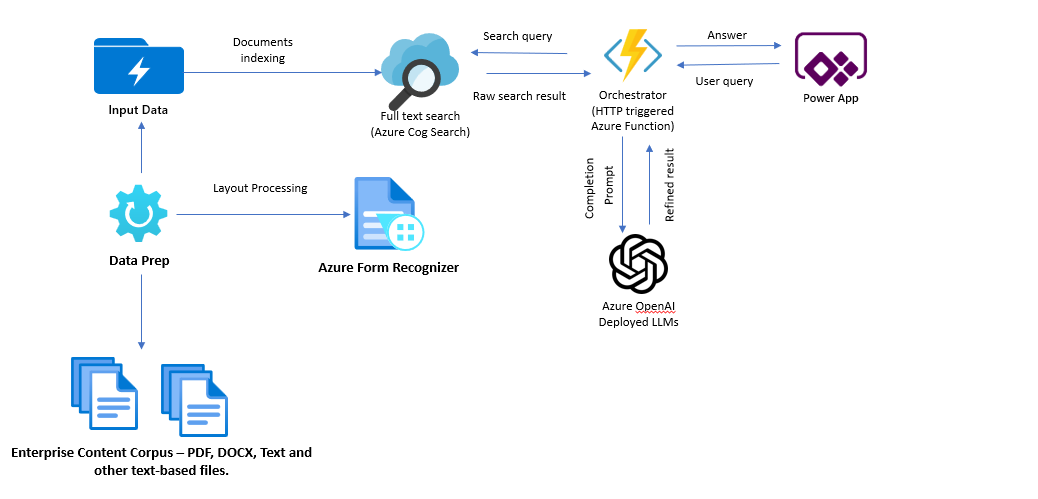 Documents
indexing
Search query
Answer
Raw search result
User query
Input Data
Full text search
(Azure Cog Search)
Orchestrator
(HTTP triggered
Azure Function)
Power App
Layout Processing
Completion
Prompt
Refined result
Data Prep
Azure Form Recognizer
Azure OpenAI
Deployed LLMs
Enterprise Content Corpus – PDF, DOCX, Text and
other text-based files.